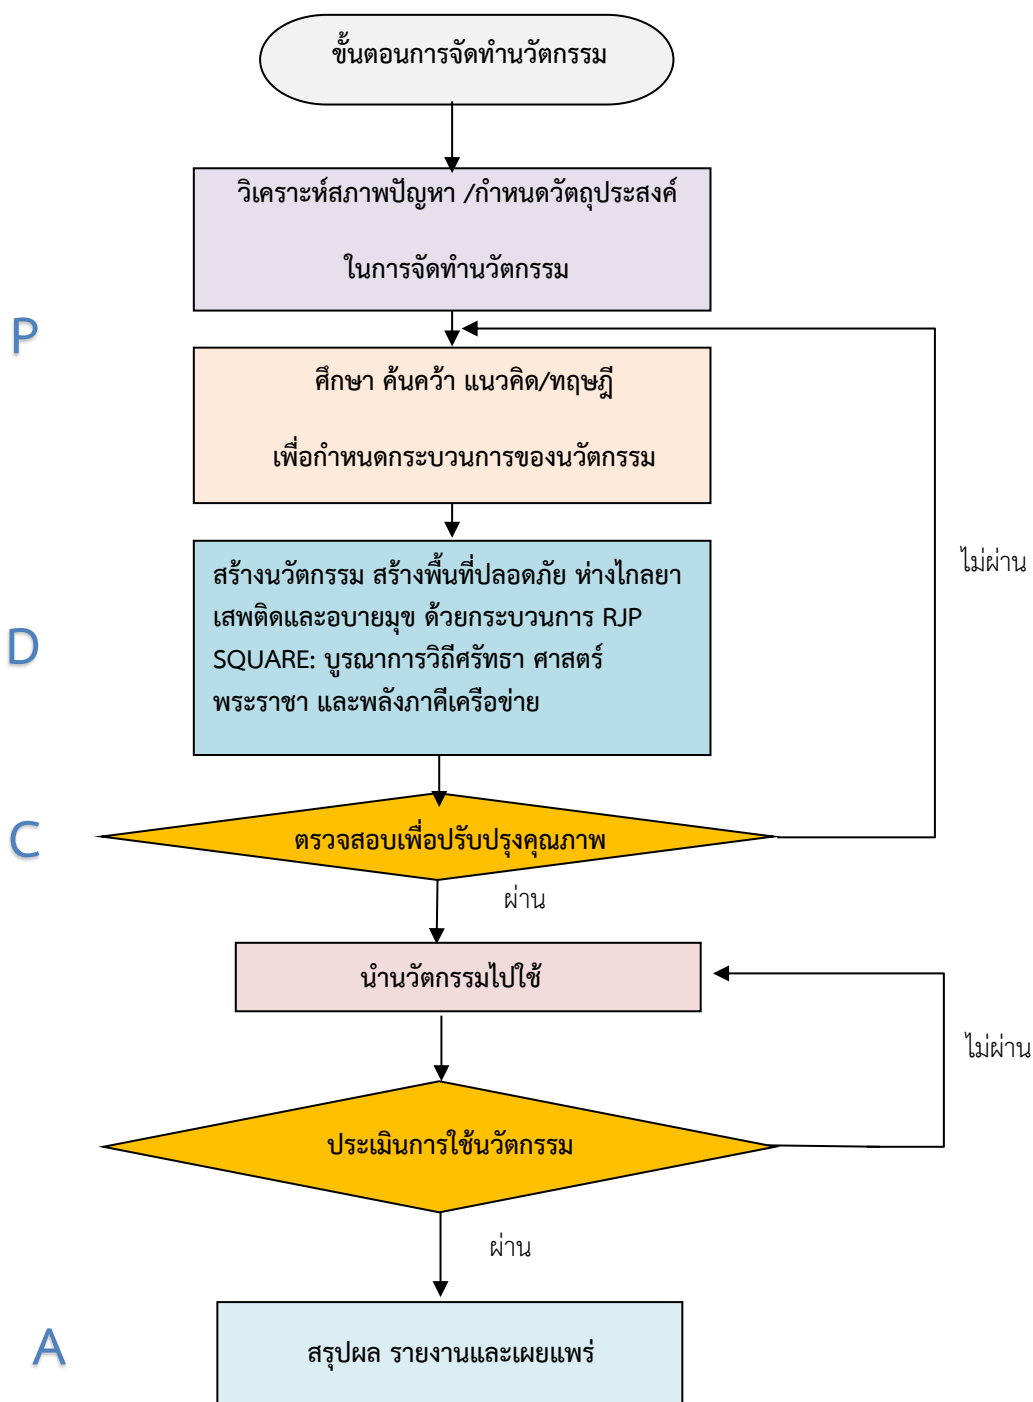 ขั้นตอนการจัดทำนวัตกรรม
วิเคราะห์สภาพปัญหา /กำหนดวัตถุประสงค์
ในการจัดทำนวัตกรรม
P
ศึกษา ค้นคว้า แนวคิด/ทฤษฎี
เพื่อกำหนดกระบวนการของนวัตกรรม
ไม่ผ่าน
D
สร้างนวัตกรรม สร้างพื้นที่ปลอดภัย ห่างไกลยา
เสพติดและอบายมุข ด้วยกระบวนการ RJP
SQUARE: บูรณาการวิถีศรัทธา ศาสตร์
พระราชา และพลังภาคีเครือข่าย
C
ตรวจสอบเพื่อปรับปรุงคุณภาพ
ผ่าน
นำนวัตกรรมไปใช้
ไม่ผ่าน
ประเมินการใช้นวัตกรรม
ผ่าน
A
สรุปผล รายงานและเผยแพร่